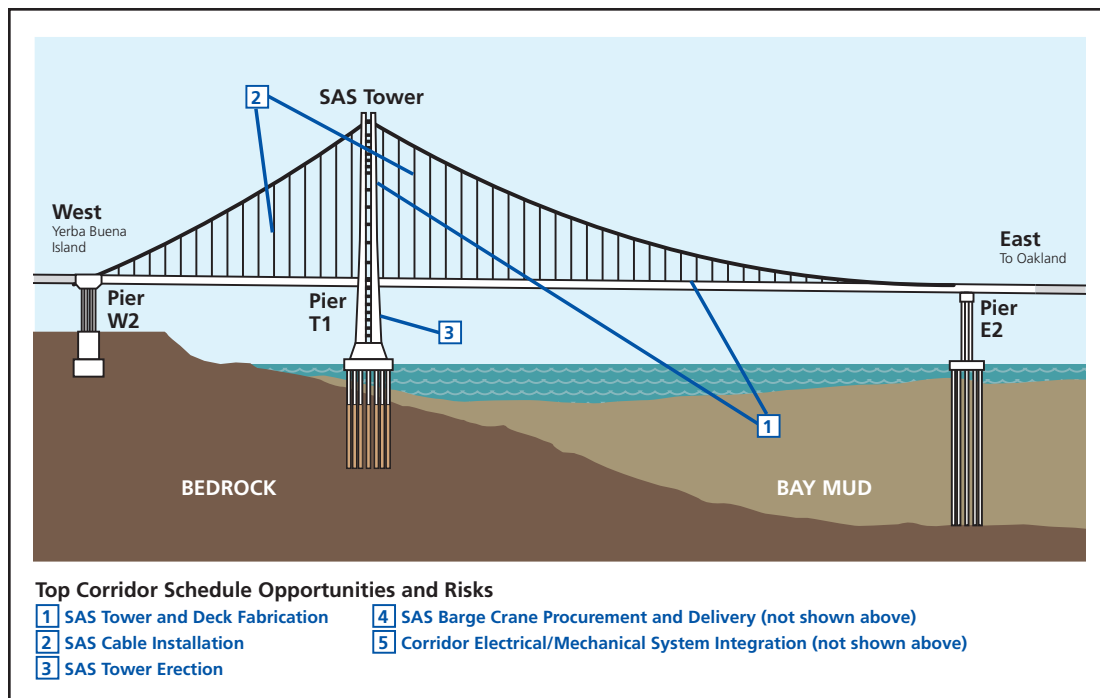 2
SAS Tower
West
Yerba Buena
Island
East
To Oakland
Pier
W2
Pier
T1
Pier
E2
3
1
BEDROCK
BAY MUD
Top Corridor Schedule Opportunities and Risks
1 SAS Tower and Deck Fabrication
2 SAS Cable Installation
3 SAS Tower Erection
4 SAS Barge Crane Procurement and Delivery (not shown above)
5 Corridor Electrical/Mechanical System Integration (not shown above)